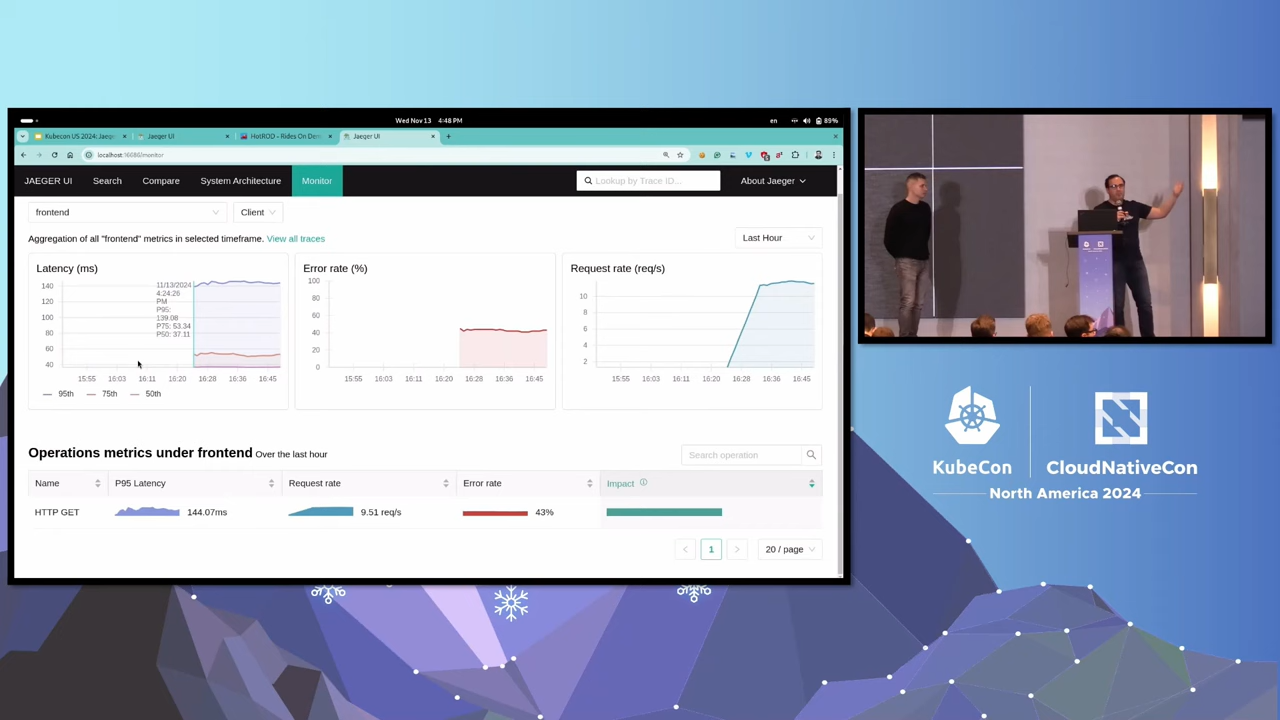 Wed Nov 13 4:48 PM
en
89%
Kubecon US 2024: Jaege
Jaeger UI
HotROD - Rides On Dem
Jaeger UI
localhost:16686/monitor
JAEGER UI
Search
Compare
System Architecture
Monitor
Lookup by Trace ID...
About Jaeger
frontend
Client
Aggregation of all "frontend" metrics in selected timeframe. View all traces
Last Hour
Latency (ms)
140
120
100
80
60
40
11/13/2024
4:24:26
PM
P95:
139.08
P75: 53.34
P50: 37.11
15:55 16:03 16:11 16:20 16:28 16:36 16:45
95th 75th 50th
Error rate (%)
100
80
60
40
20
0
15:55 16:03 16:11 16:20 16:28 16:36 16:45
Request rate (req/s)
10
8
6
4
2
15:55 16:03 16:11 16:20 16:28 16:36 16:45
Operations metrics under frontend Over the last hour
Search operation
Name P95 Latency Request rate Error rate Impact
HTTP GET 144.07ms 9.51 req/s 43%
1
20 / page
KubeCon
CloudNativeCon
North America 2024